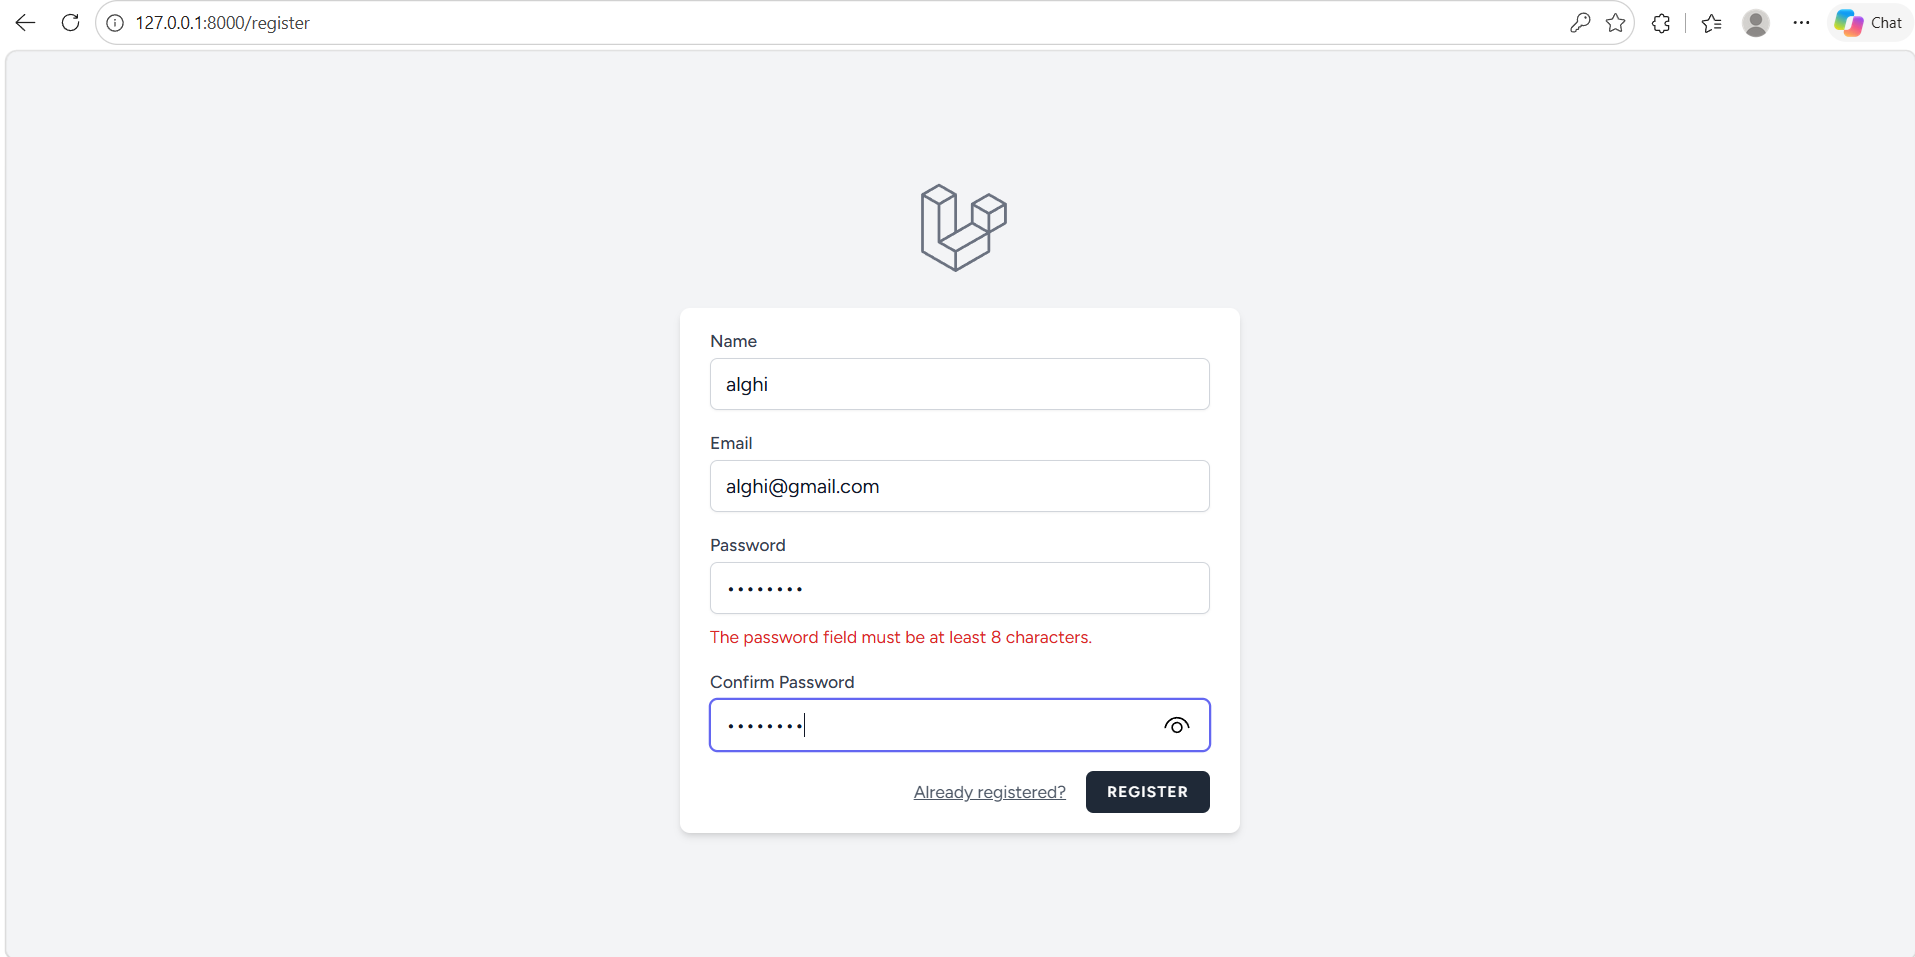 127.0.0.1:8000/register
Chat
Name
alghi
Email
alghi@gmail.com
Password
••••••••
The password field must be at least 8 characters.
Confirm Password
••••••••
Already registered?
REGISTER